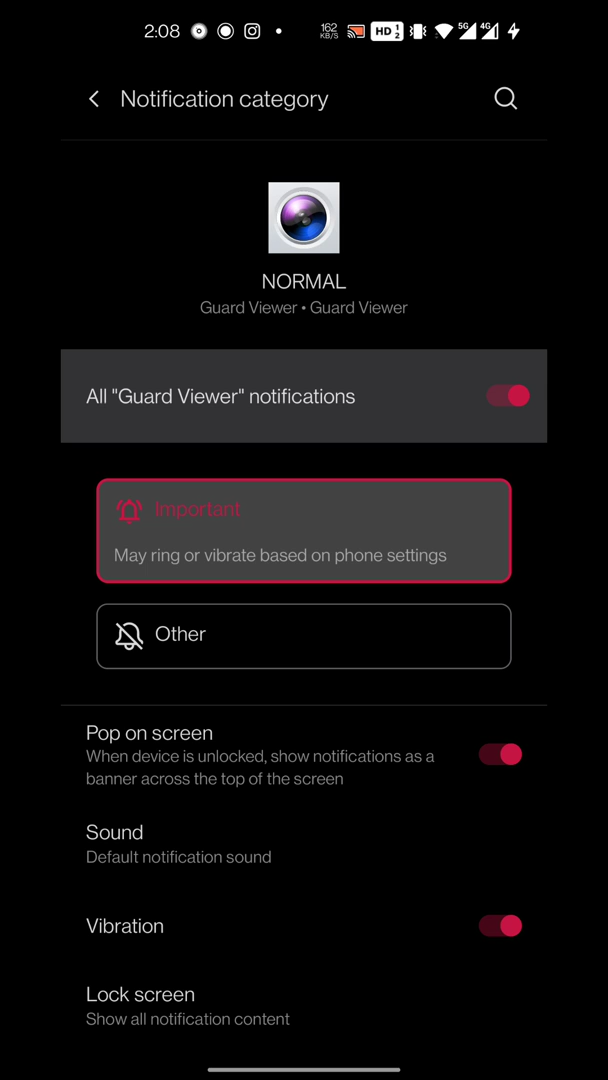 2:08
162
KB/S
HD 1 2
5G
4G
Notification category
NORMAL
Guard Viewer • Guard Viewer
All "Guard Viewer" notifications
Important
May ring or vibrate based on phone settings
Other
Pop on screen
When device is unlocked, show notifications as a
banner across the top of the screen
Sound
Default notification sound
Vibration
Lock screen
Show all notification content